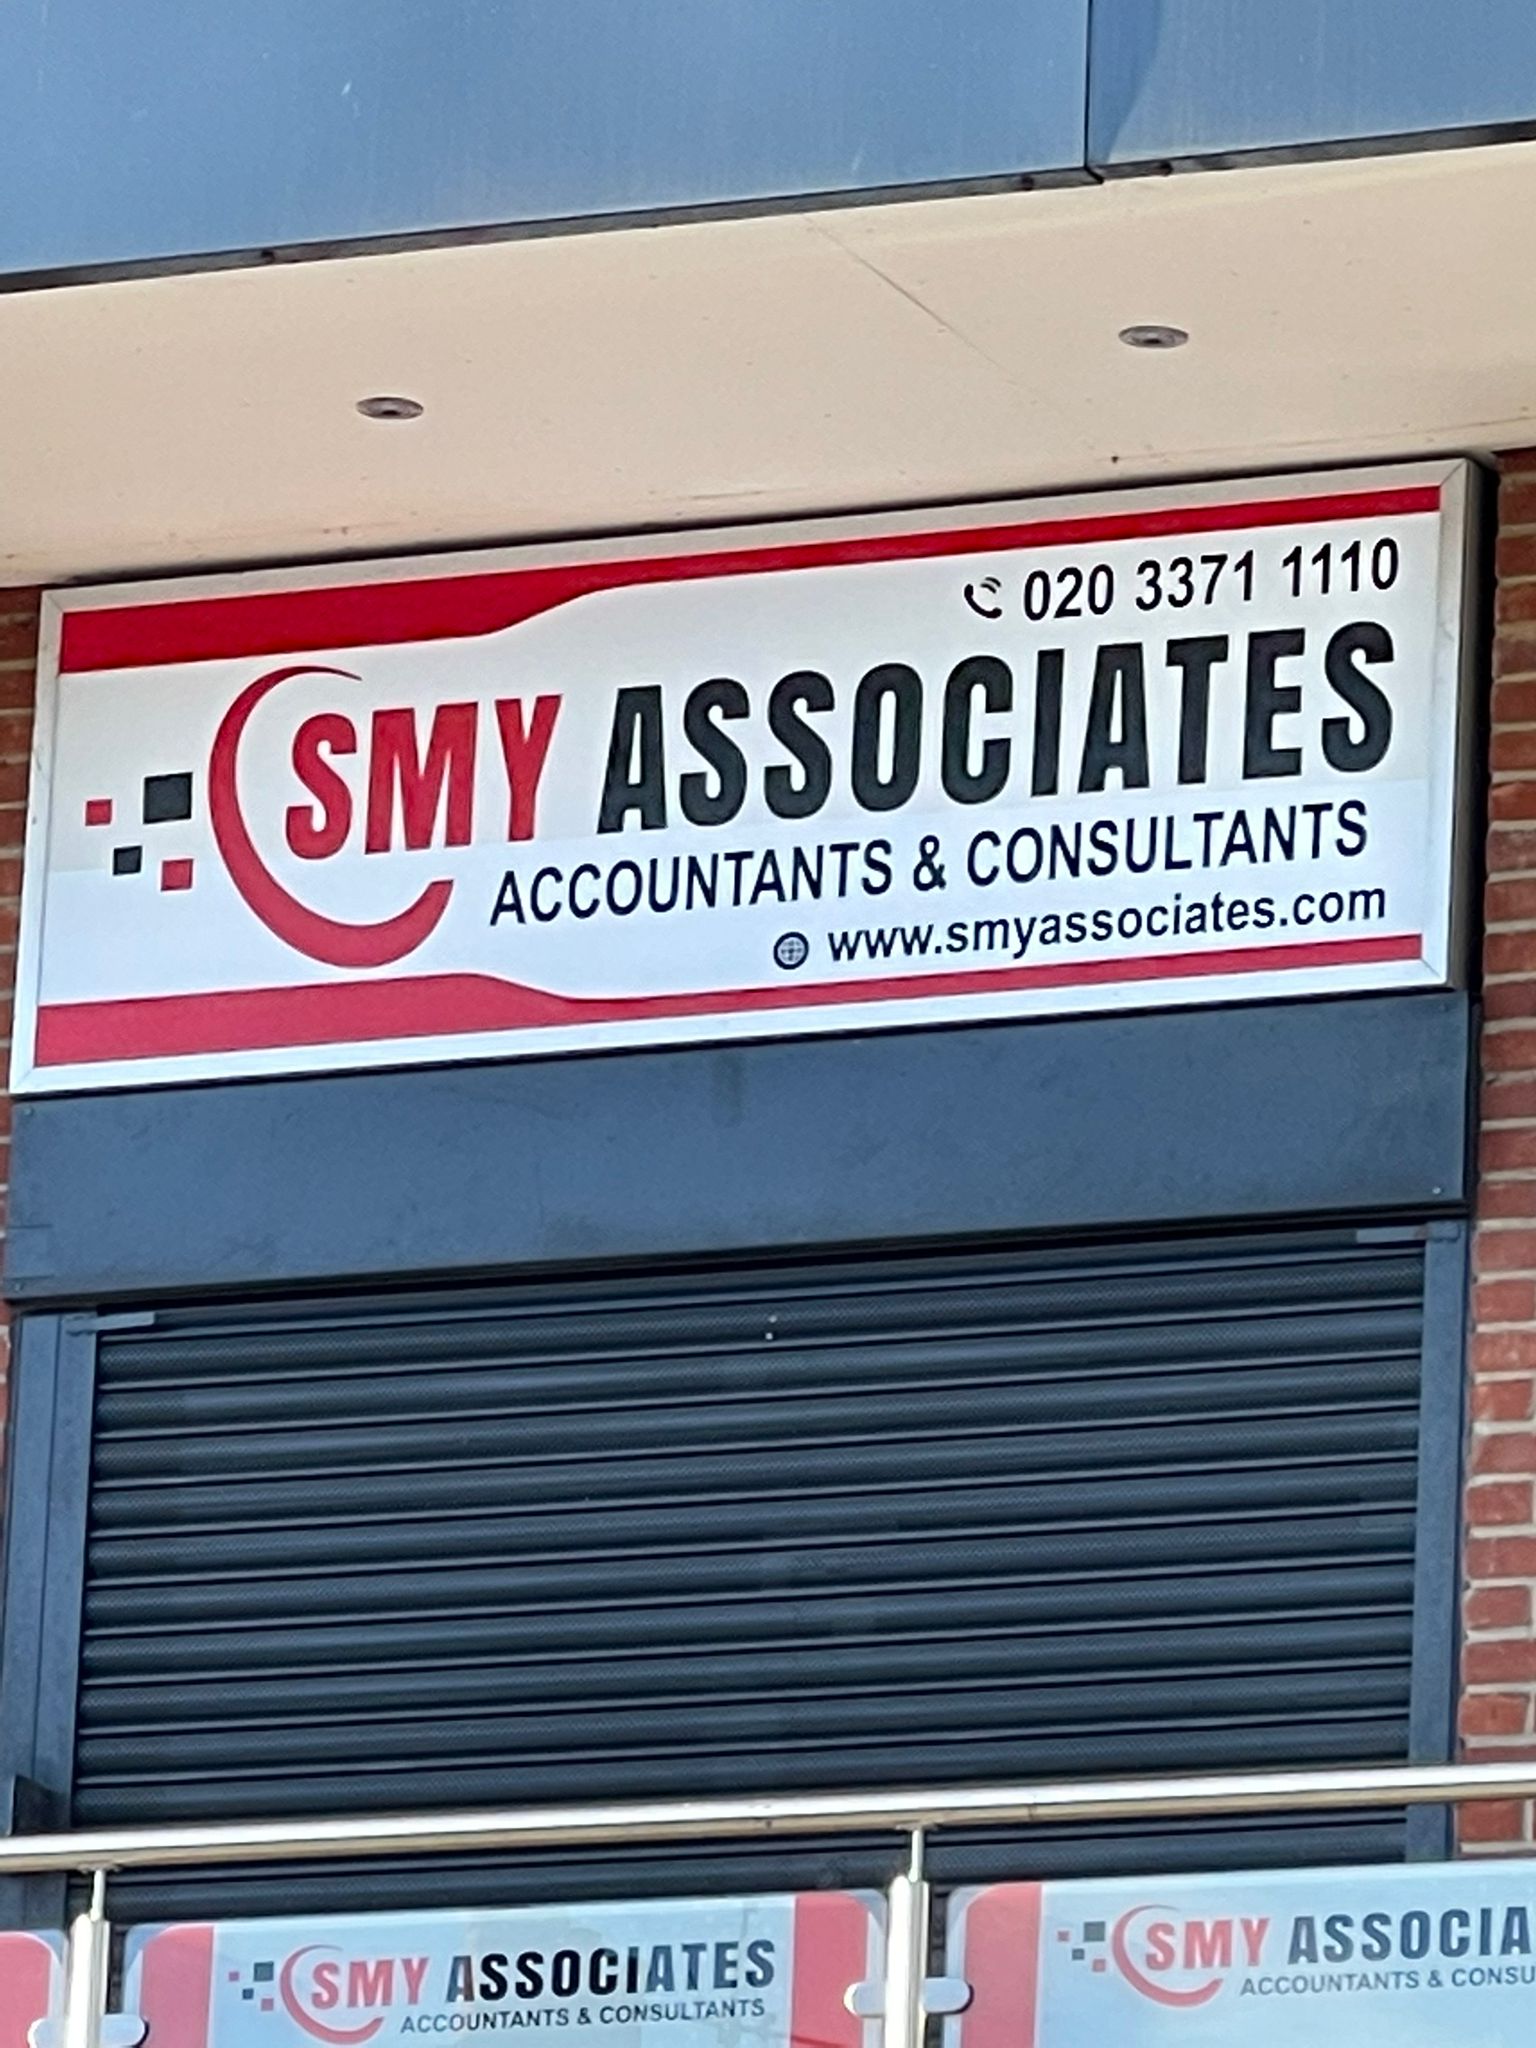 020 3371 1110
SMY ASSOCIATES
ACCOUNTANTS & CONSULTANTS
www.smyassociates.com
SMY ASSOCIATES
ACCOUNTANTS & CONSULTANTS
SMY ASSOCIA
ACCOUNTANTS & CONSU